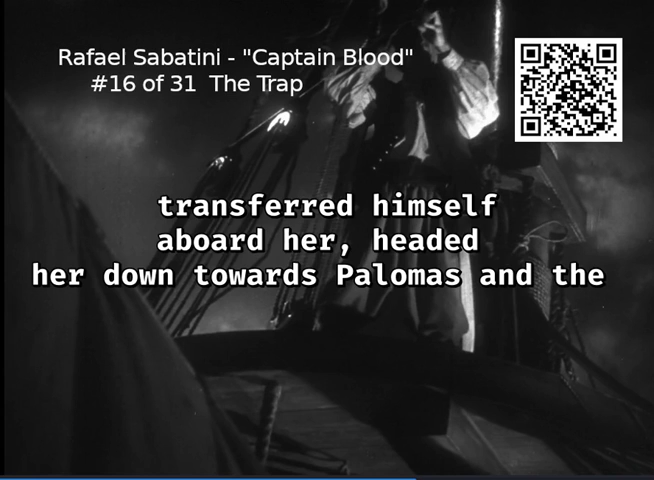 Rafael Sabatini - "Captain Blood"
#16 of 31  The Trap
transferred himself
aboard her, headed
her down towards Palomas and the